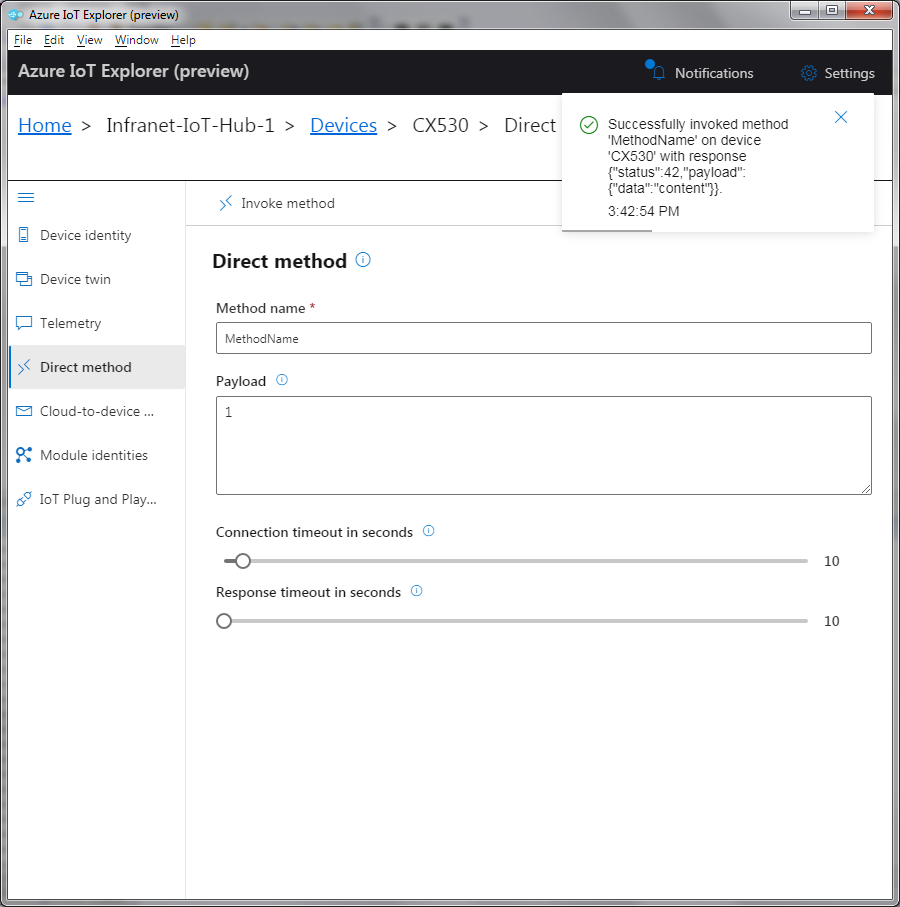 Azure IoT Explorer (preview)
File Edit View Window Help
Azure IoT Explorer (preview)
Notifications
Settings
Home > Infranet-IoT-Hub-1 > Devices > CX530 > Direct
Successfully invoked method
'MethodName' on device
'CX530' with response
{"status":42,"payload":
{"data":"content"}}.
3:42:54 PM
Device identity
Device twin
Telemetry
Direct method
Cloud-to-device ...
Module identities
IoT Plug and Play...
Invoke method
Direct method
Method name *
MethodName
Payload
1
Connection timeout in seconds
10
Response timeout in seconds
10